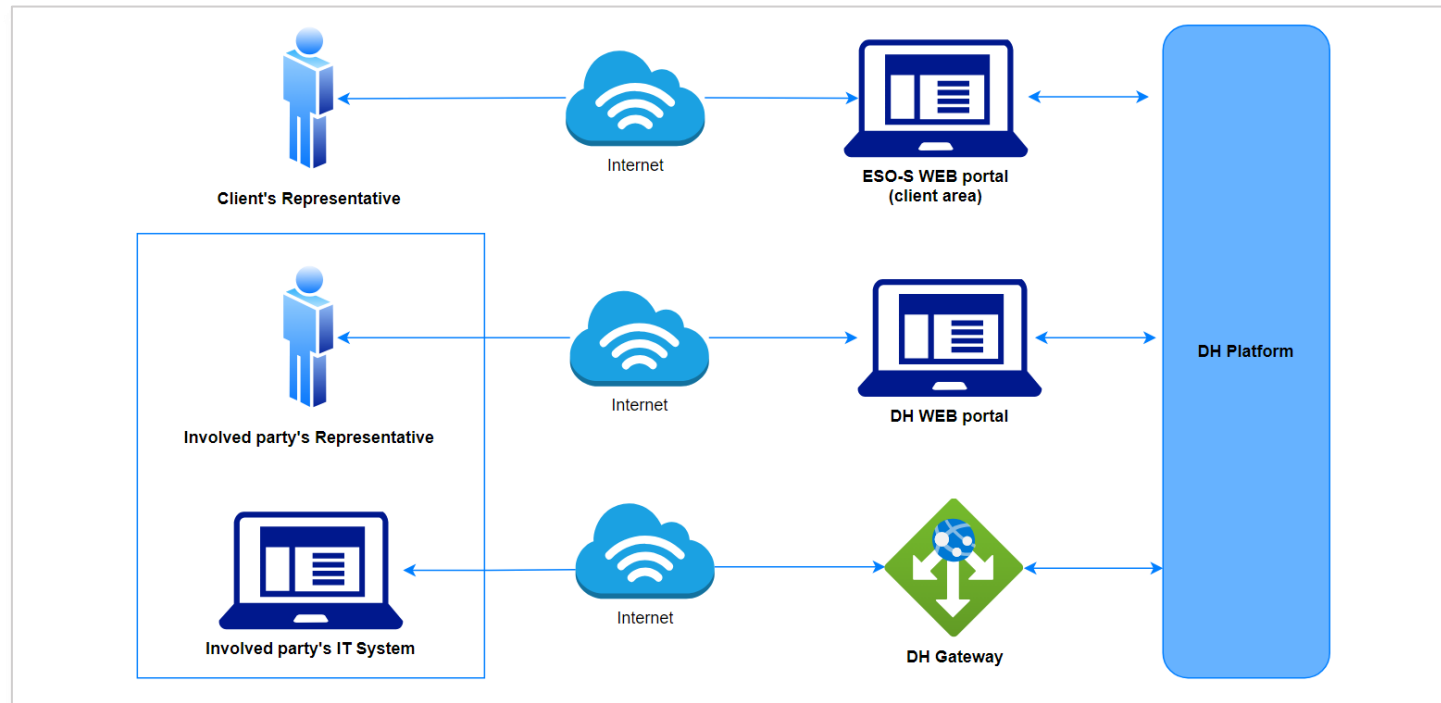 Internet
Client's Representative
ESO-S WEB portal
(client area)
DH Platform
Internet
Involved party's Representative
DH WEB portal
Internet
Involved party's IT System
DH Gateway